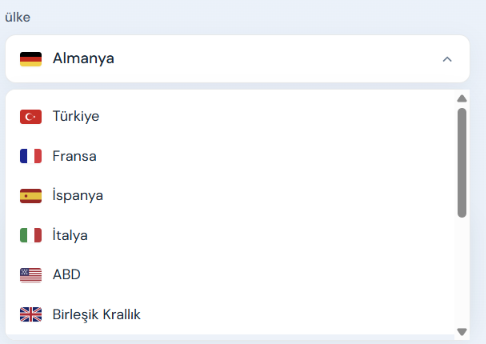 ülke
Almanya
Türkiye
Fransa
İspanya
İtalya
ABD
Birleşik Krallık